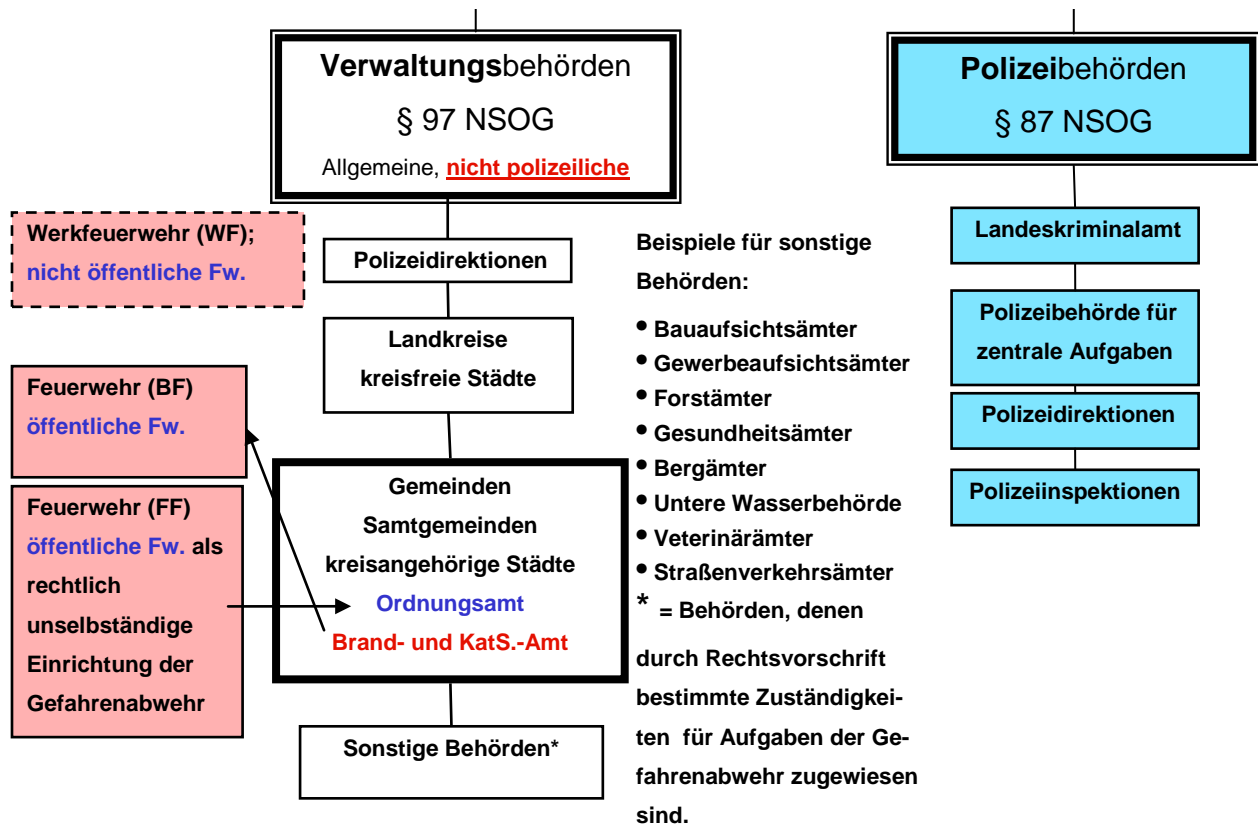 Verwaltungsbehörden
§ 97 NSOG
Allgemeine, nicht polizeiliche
Polizeibehörden
§ 87 NSOG
Werkfeuerwehr (WF);
nicht öffentliche Fw.
Feuerwehr (BF)
öffentliche Fw.
Feuerwehr (FF)
öffentliche Fw. als
rechtlich
unselbständige
Einrichtung der
Gefahrenabwehr
Polizeidirektionen
Landkreise
kreisfreie Städte
Gemeinden
Samtgemeinden
kreisangehörige Städte
Ordnungsamt
Brand- und KatS.-Amt
Sonstige Behörden*
Beispiele für sonstige
Behörden:
• Bauaufsichtsämter
• Gewerbeaufsichtsämter
• Forstämter
• Gesundheitsämter
• Bergämter
• Untere Wasserbehörde
• Veterinärämter
• Straßenverkehrsämter
* = Behörden, denen
durch Rechtsvorschrift
bestimmte Zuständigkei-
ten für Aufgaben der Ge-
fahrenabwehr zugewiesen
sind.
Landeskriminalamt
Polizeibehörde für
zentrale Aufgaben
Polizeidirektionen
Polizeiinspektionen